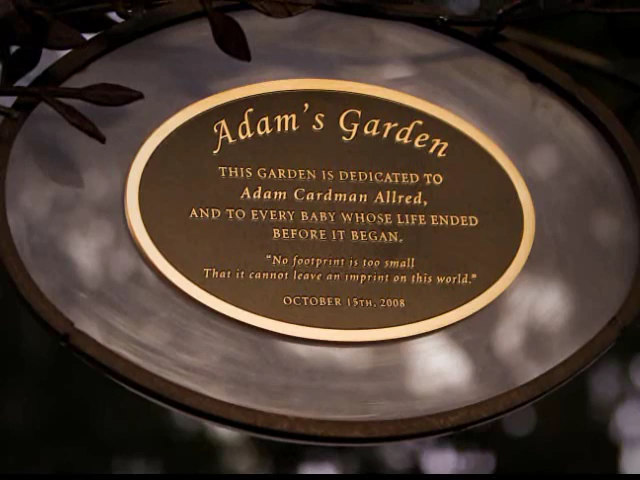 Adam's Garden
THIS GARDEN IS DEDICATED TO
Adam Cardman Allred,
AND TO EVERY BABY WHOSE LIFE ENDED
BEFORE IT BEGAN.
"No footprint is too small
That it cannot leave an imprint on this world."
OCTOBER 15TH, 2008